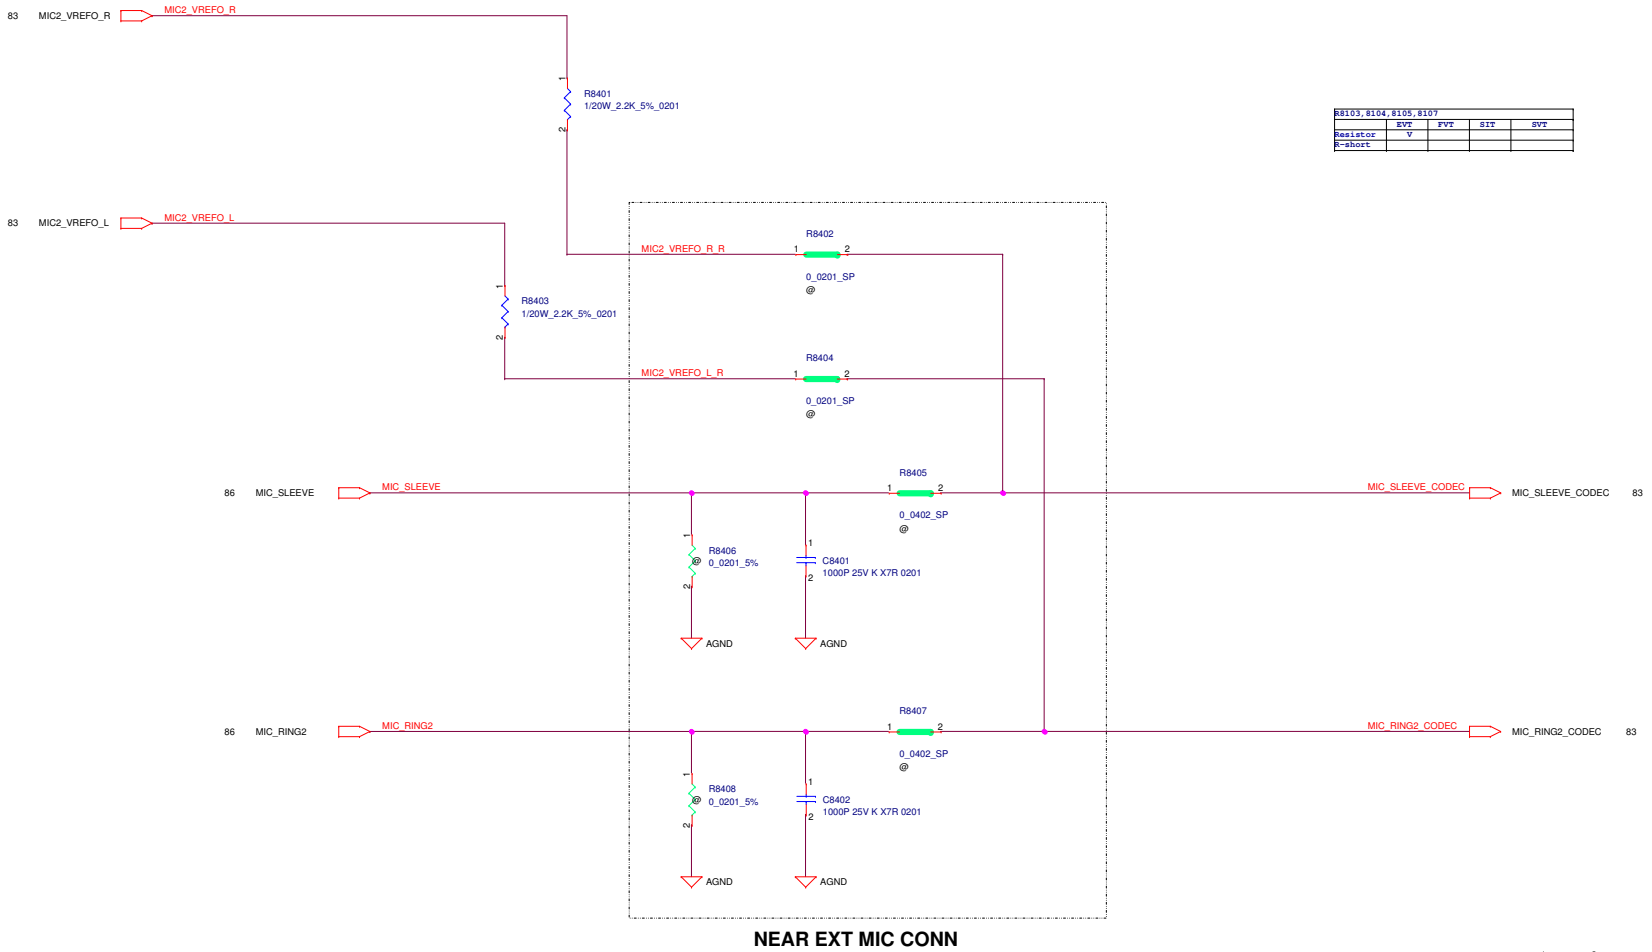 83 MIC2_VREFO_R MIC2_VREFO_R
1
R8401
1/20W_2.2K_5%_0201
2
R8103,8104,8105,8107
EVT FVT SIT SVT
Resistor V
R-short
83 MIC2_VREFO_L MIC2_VREFO_L
R8402
MIC2_VREFO_R_R 1 2
0_0201_SP
@
1
R8403
1/20W_2.2K_5%_0201
2
R8404
MIC2_VREFO_L_R 1 2
0_0201_SP
@
R8405
86 MIC_SLEEVE MIC_SLEEVE 1 2 MIC_SLEEVE_CODEC MIC_SLEEVE_CODEC 83
0_0402_SP
@
1 1
R8406
@ 0_0201_5%
C8401
1000P 25V K X7R 0201
2 2
AGND AGND
R8407
86 MIC_RING2 MIC_RING2 1 2 MIC_RING2_CODEC MIC_RING2_CODEC 83
0_0402_SP
@
1 1
R8408
@ 0_0201_5%
C8402
1000P 25V K X7R 0201
2 2
AGND AGND
NEAR EXT MIC CONN